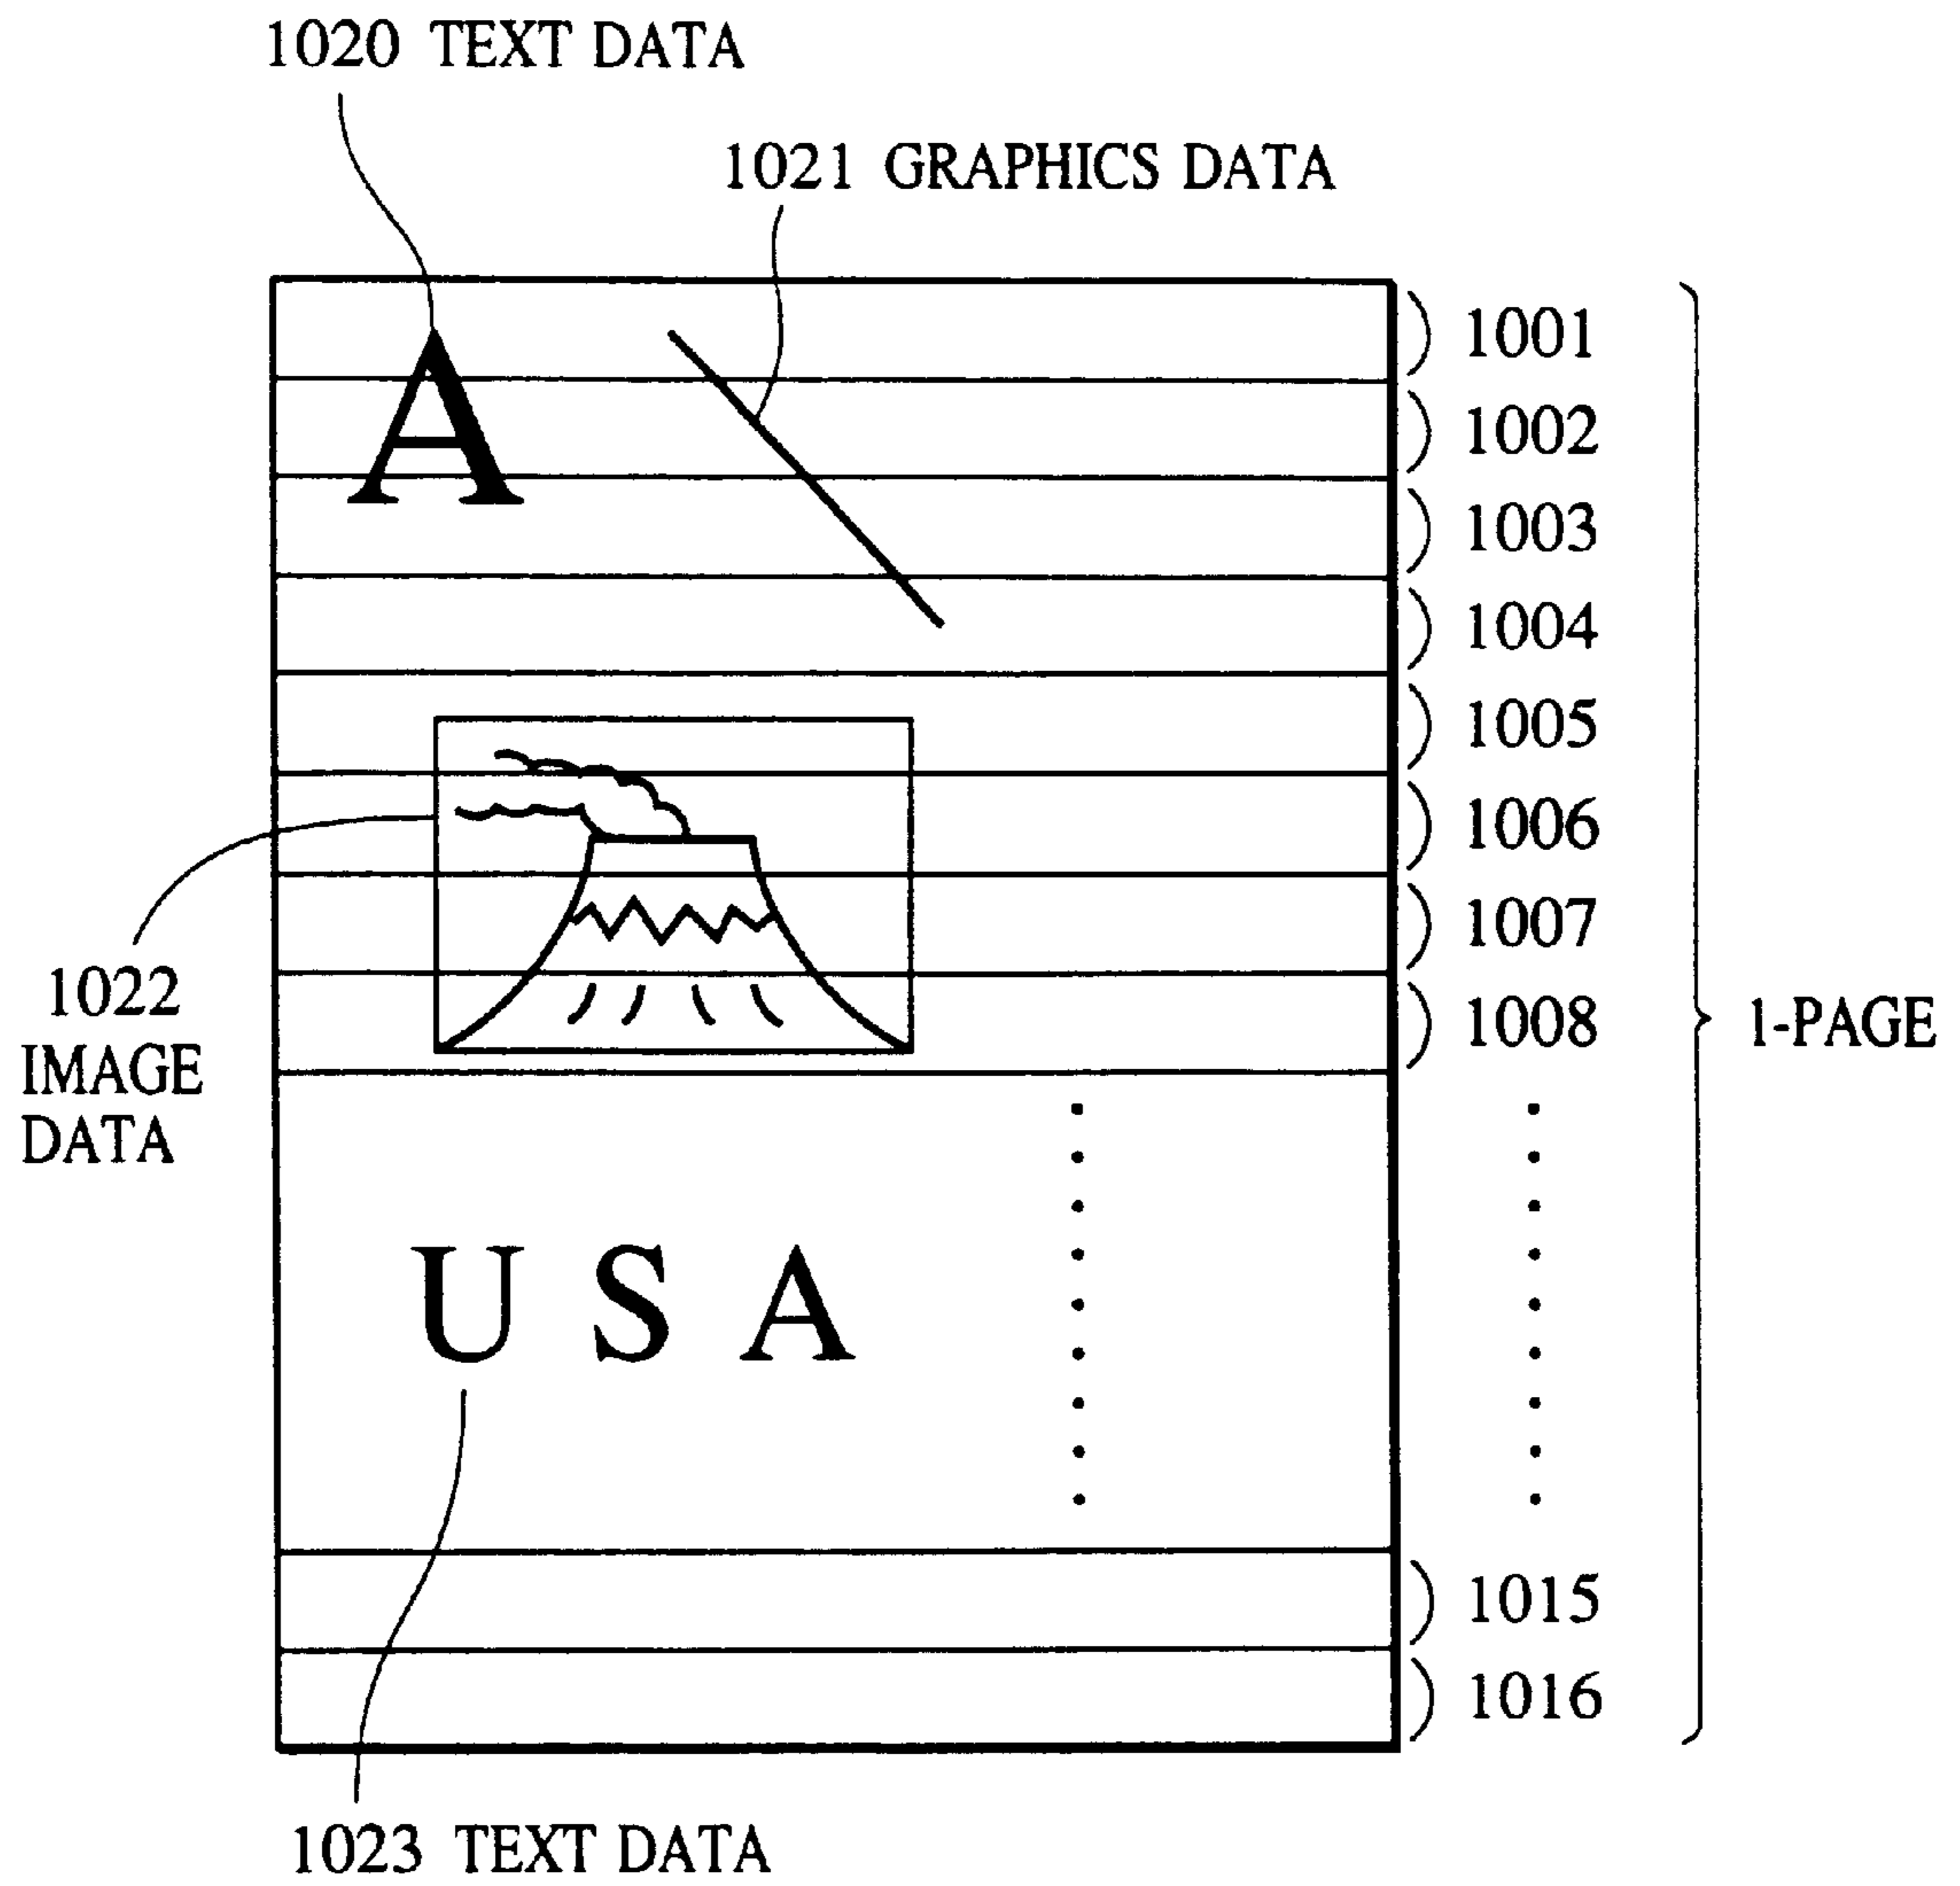 1020 TEXT DATA
1021 GRAPHICS DATA
A
1001
1002
1003
1004
1005
1006
1007
1008
1022
IMAGE
DATA
1-PAGE
U S A
1015
1016
1023 TEXT DATA